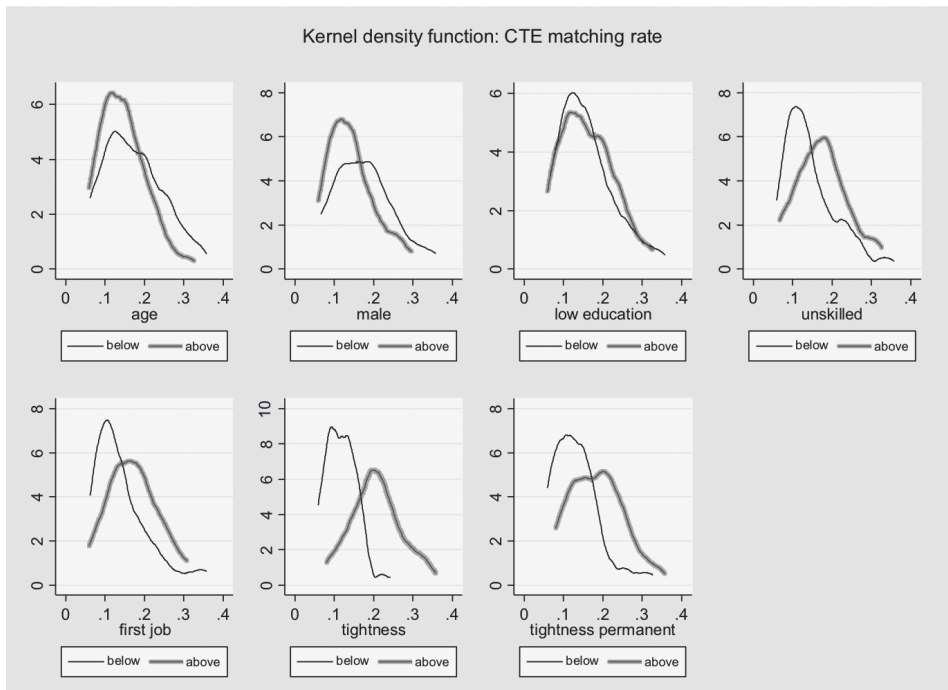 Kernel density function: CTE matching rate
0 2 4 6
0 .1 .2 .3 .4
age
below above
0 2 4 6 8
0 .1 .2 .3 .4
male
below above
0 2 4 6
0 .1 .2 .3 .4
low education
below above
0 2 4 6 8
0 .1 .2 .3 .4
unskilled
below above
0 2 4 6 8
0 .1 .2 .3 .4
first job
below above
0 2 4 6 8 10
0 .1 .2 .3 .4
tightness
below above
0 2 4 6 8
0 .1 .2 .3 .4
tightness permanent
below above